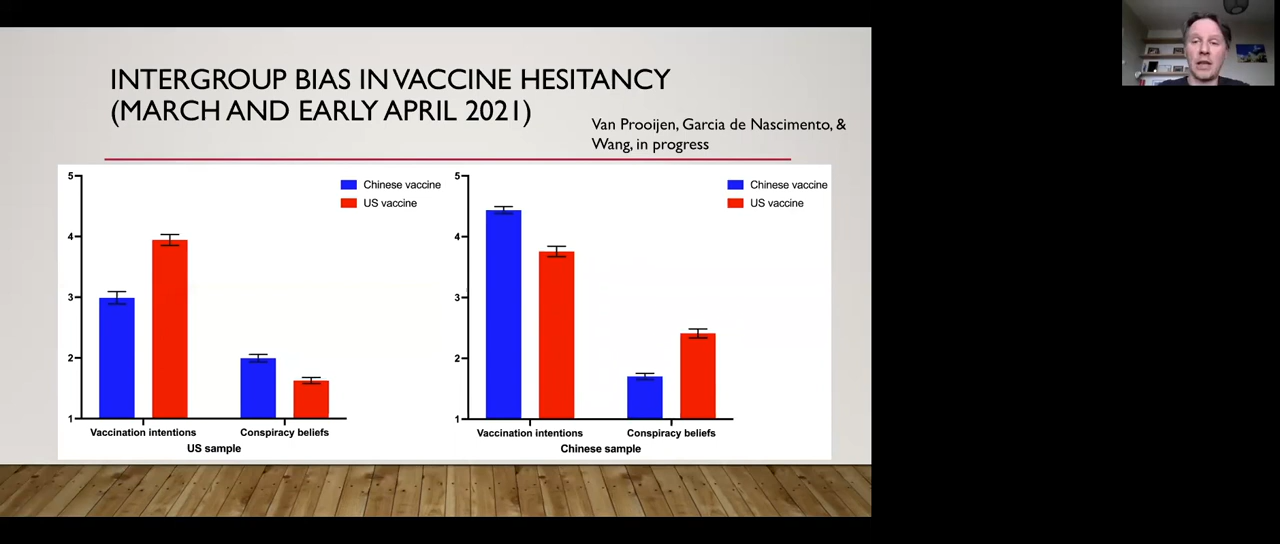 INTERGROUP BIAS IN VACCINE HESITANCY
(MARCH AND EARLY APRIL 2021)
Van Prooijen, Garcia de Nascimento, &
Wang, in progress
5
4
3
2
1
Chinese vaccine
US vaccine
Vaccination intentions
Conspiracy beliefs
US sample
5
4
3
2
1
Chinese vaccine
US vaccine
Vaccination intentions
Conspiracy beliefs
Chinese sample